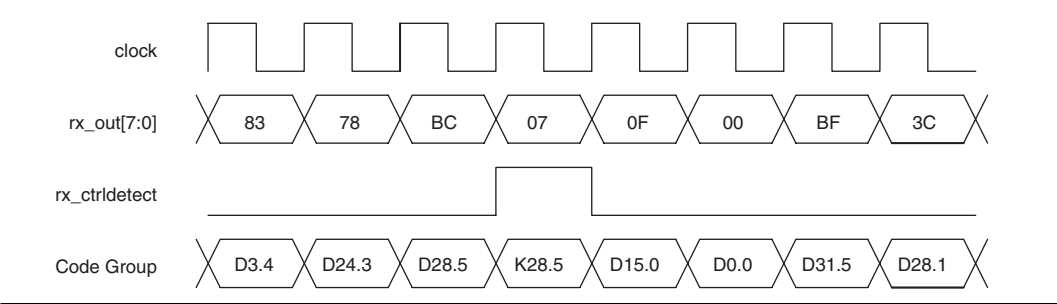 clock
rx_out[7:0] 83 78 BC 07 0F 00 BF 3C
rx_ctrldetect
Code Group D3.4 D24.3 D28.5 K28.5 D15.0 D0.0 D31.5 D28.1